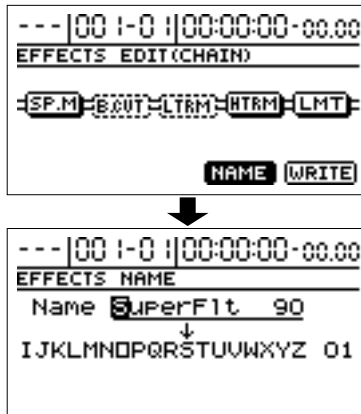 ---|001-01|00:00:00-00.00
EFFECTS EDIT(CHAIN)
SP.M B.CUT LTRM HTRM LMT
NAME WRITE
---|001-01|00:00:00-00.00
EFFECTS NAME
Name SuperFlt 90
IJKLMNOPQRSTUVWXYZ 01